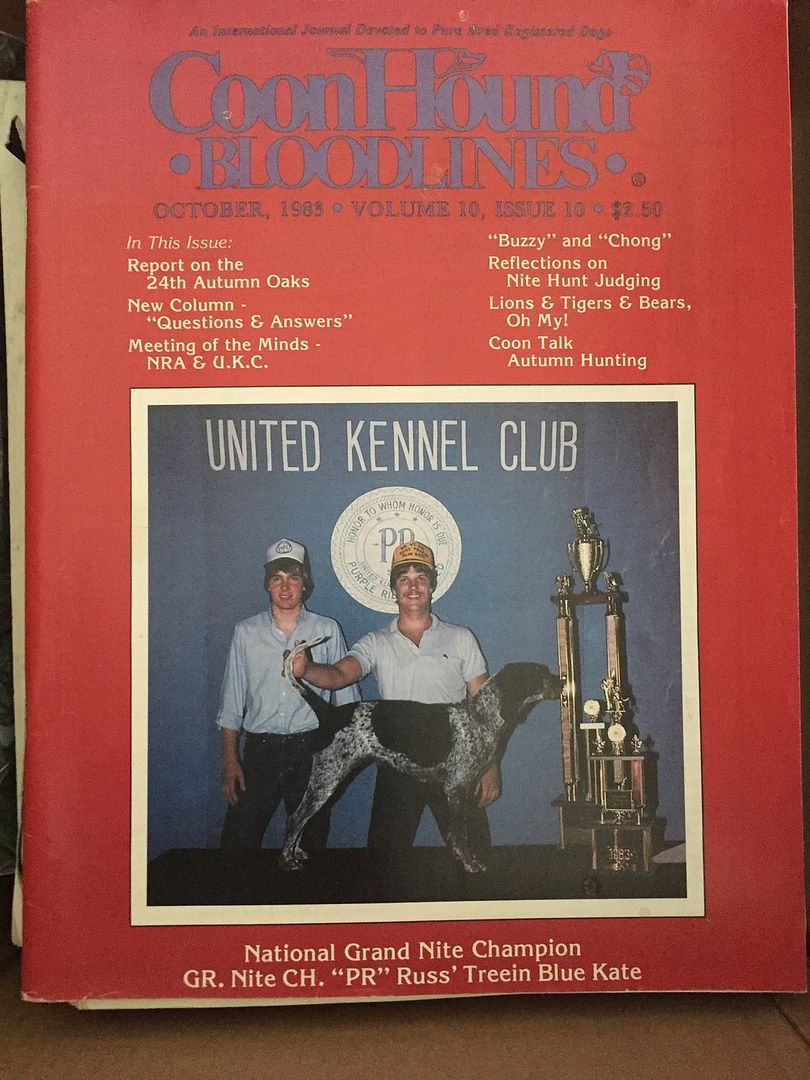 An International Journal Devoted to Pure Bred Registered Dogs
CoonHound
• BLOODLINES • ®
OCTOBER, 1983 • VOLUME 10, ISSUE 10 • $2.50
In This Issue:
Report on the
24th Autumn Oaks
New Column -
"Questions & Answers"
Meeting of the Minds -
NRA & U.K.C.
"Buzzy" and "Chong"
Reflections on
Nite Hunt Judging
Lions & Tigers & Bears,
Oh My!
Coon Talk
Autumn Hunting
UNITED KENNEL CLUB
HONOR TO WHOM HONOR IS DUE
PR
UNITED
PURPLE
1983
National Grand Nite Champion
GR. Nite CH. "PR" Russ' Treein Blue Kate